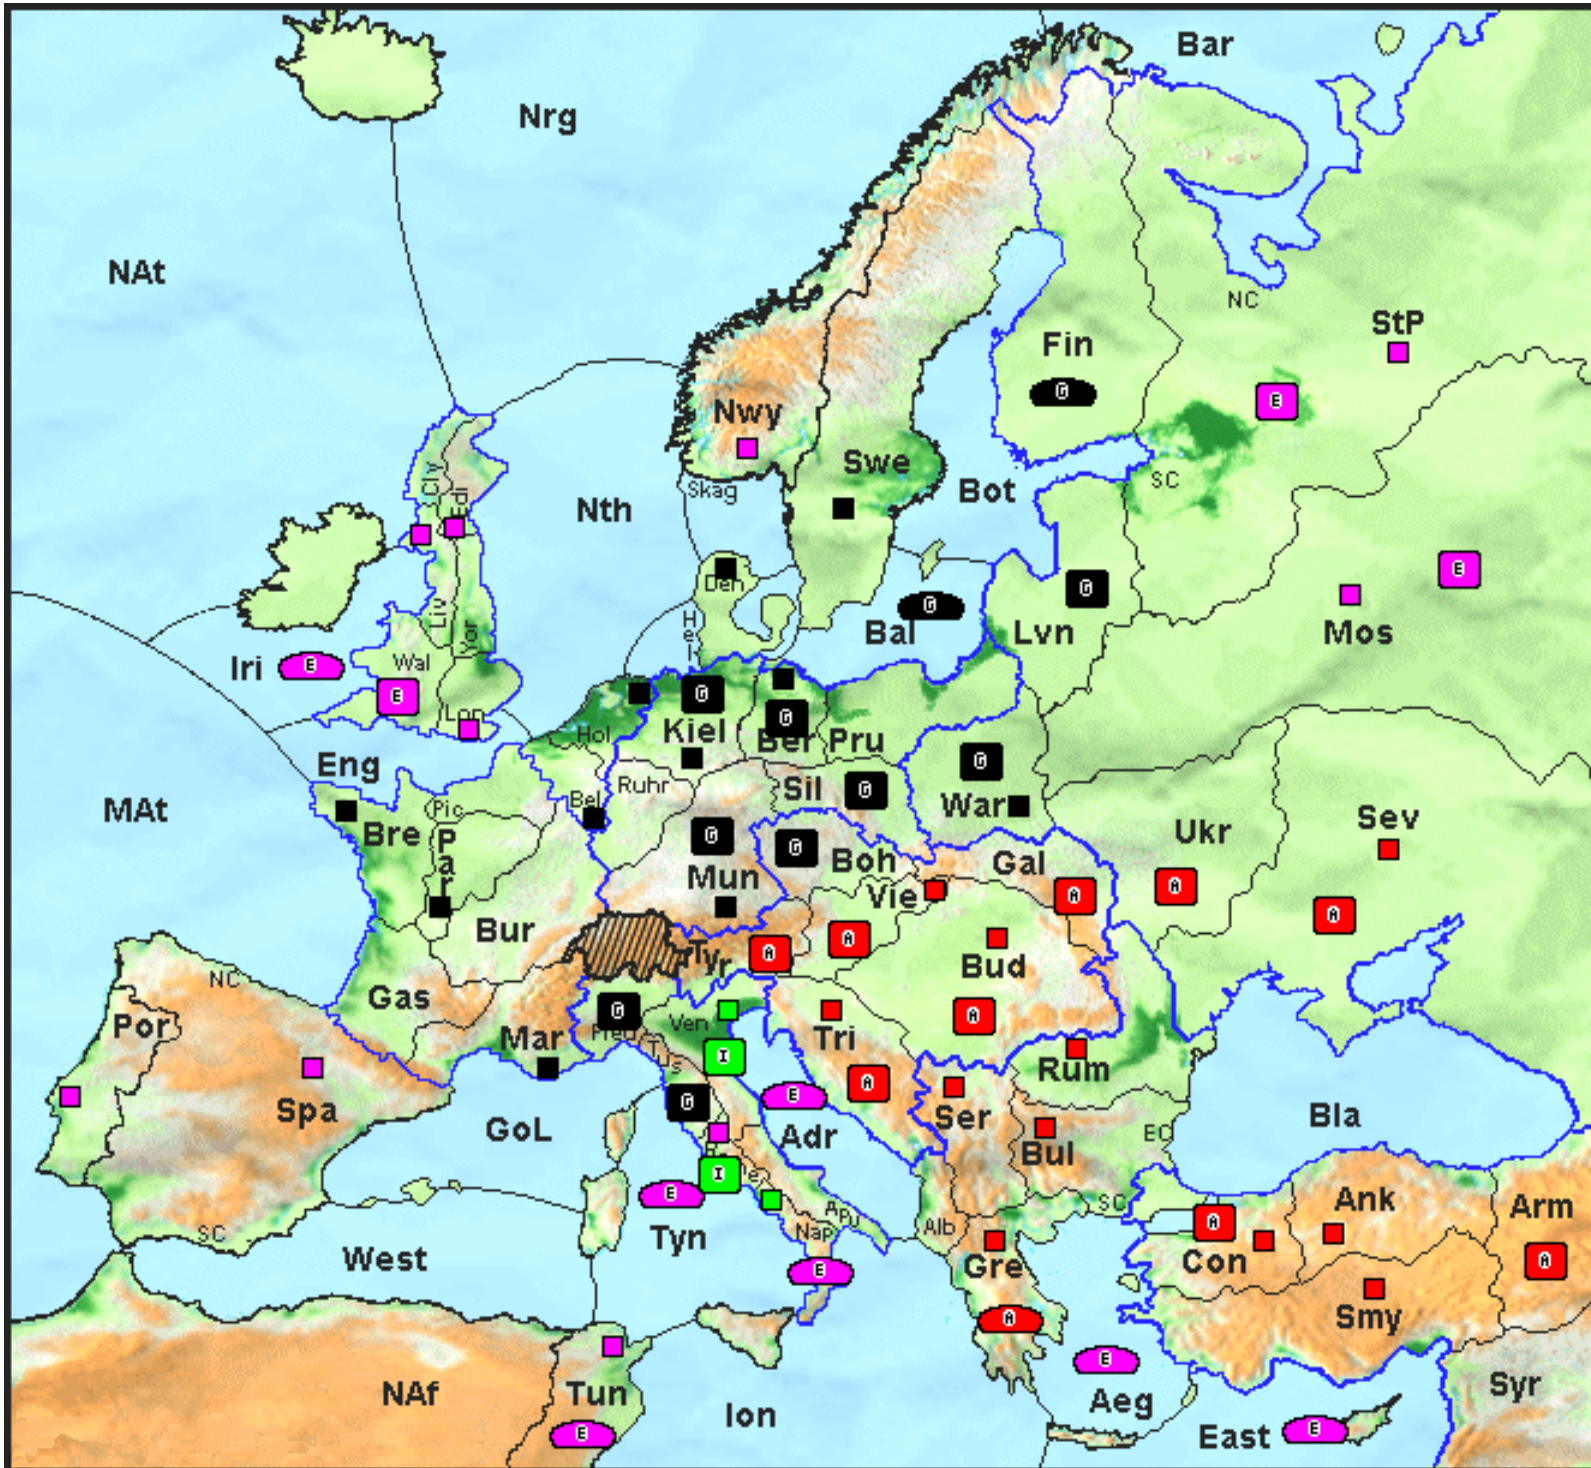 Bar
Nrg
NAt
NC
StP
Fin
G
E
Nwy
Swe
Cly
Edi
Skag
Nth
Bot
SC
E
Den
G
G
Bal
Lvn
Mos
Liv
Yor
Hel
Iri
E
Wal
E
Lon
G
Kiel
G
Ber
Pru
Hol
Eng
Ruhr
Sil
G
G
War
MAt
Bel
Pic
Bre
Par
Ukr
Sev
G
Mun
G
Boh
Gal
Vie
A
A
A
Bur
Tyr
A
A
Bud
NC
Gas
Por
G
Pied
Ven
Tri
A
Mar
Tus
I
Rum
A
E
Ser
Spa
G
GoL
Adr
Bul
EC
Bla
I
E
Tyn
SC
Apu
Nap
Alb
SC
Ank
Arm
A
Con
West
E
Gre
A
Smy
A
E
Aeg
NAf
Tun
Ion
Syr
E
East
E